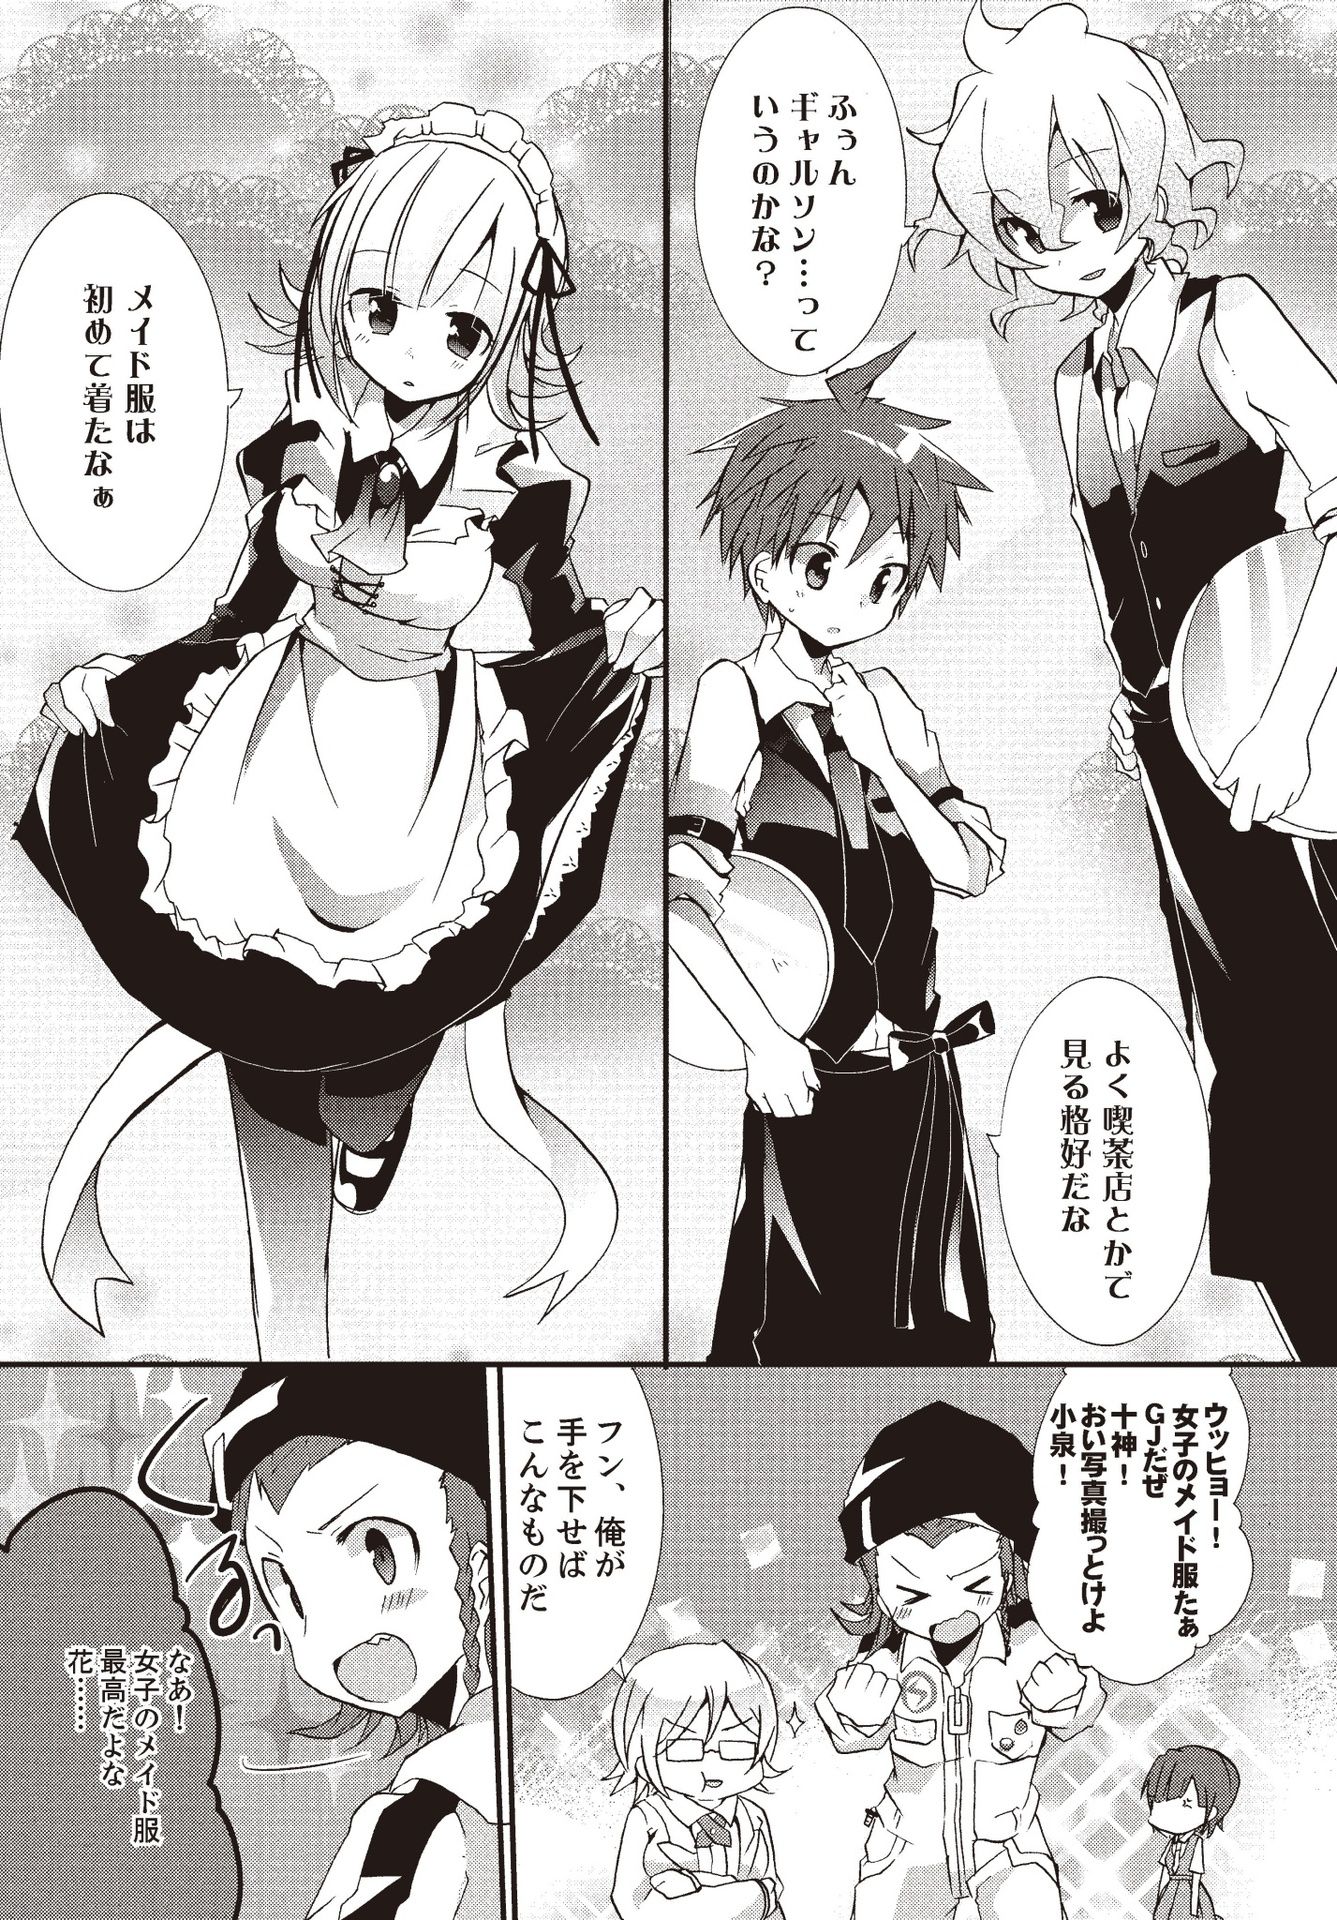 ふぅん
ギャルソン…って
いうのかな？
よく喫茶店とかで
見る格好だな
メイド服は
初めて着たなぁ
ウッヒョー！
女子のメイド服たぁ
GJだぜ
十神！
おい写真撮っとけよ
小泉！
フン、俺が
手を下せば
こんなものだ
ぐるっ
なあ！
女子のメイド服
最高だよな
花……